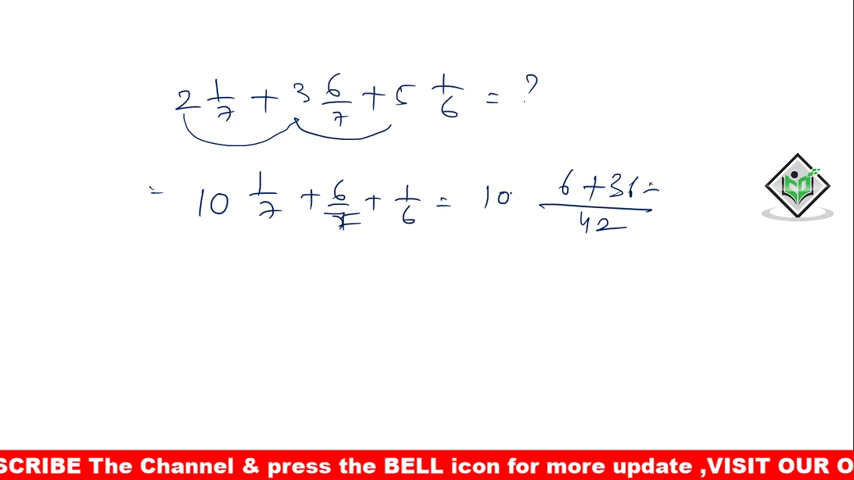 2 1/7 + 3 6/7 + 5 1/6 = ?
= 10 1/7 + 6/7 + 1/6 = 10 (6+36=)/42
SCRIBE The Channel & press the BELL icon for more update ,VISIT OUR O